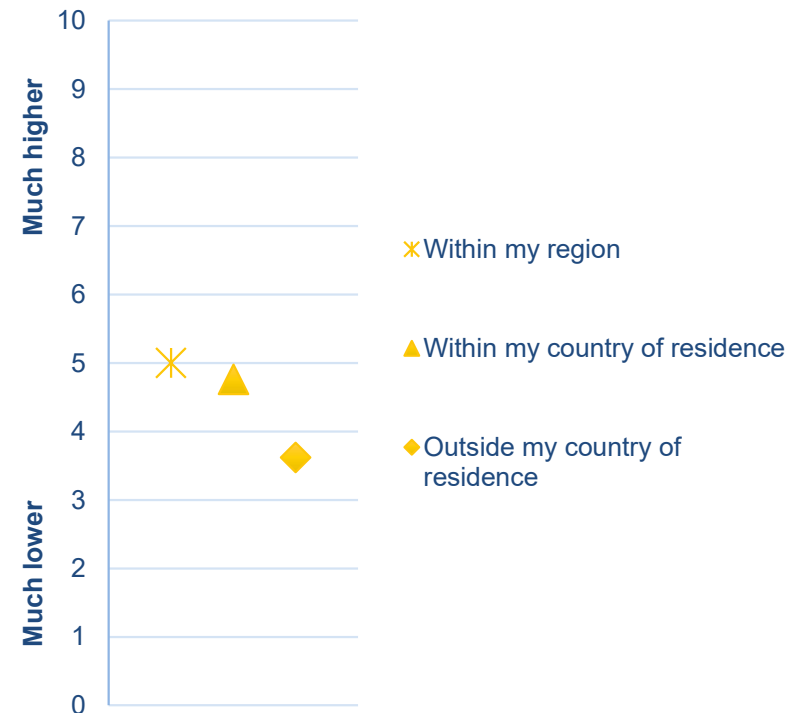 10
9
8
7
6
5
4
3
2
1
0
Much higher
Much lower
Within my region
Within my country of residence
Outside my country of
residence